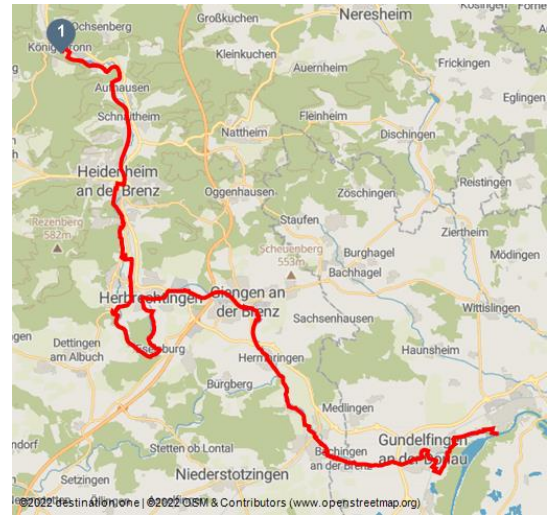 Kösingen
Neresheim
Großkuchen
Ochsenberg
1
Kleinkuchen
Frickingen
Auernheim
Eglingen
Aufhausen
Fleinheim
Schnaitheim
Dischingen
Nattheim
Heidenheim
an der Brenz
Reistingen
Zöschingen
Oggenhausen
Staufen
Ziertheim
Rezenberg
582m
Burghagel
Mödingen
Scheuenberg
553m
Bachhagel
Giengen an
der Brenz
Herbrechtingen
Wittislingen
Sachsenhausen
Dettingen
am Albuch
Haunsheim
Hermaringen
Burgberg
Medlingen
Gundelfingen
an der Donau
Stetten ob Lontal
Bächingen
an der Brenz
Setzingen
Niederstotzingen
©2022 destination.one | ©2022 OSM & Contributors (www.openstreetmap.org)